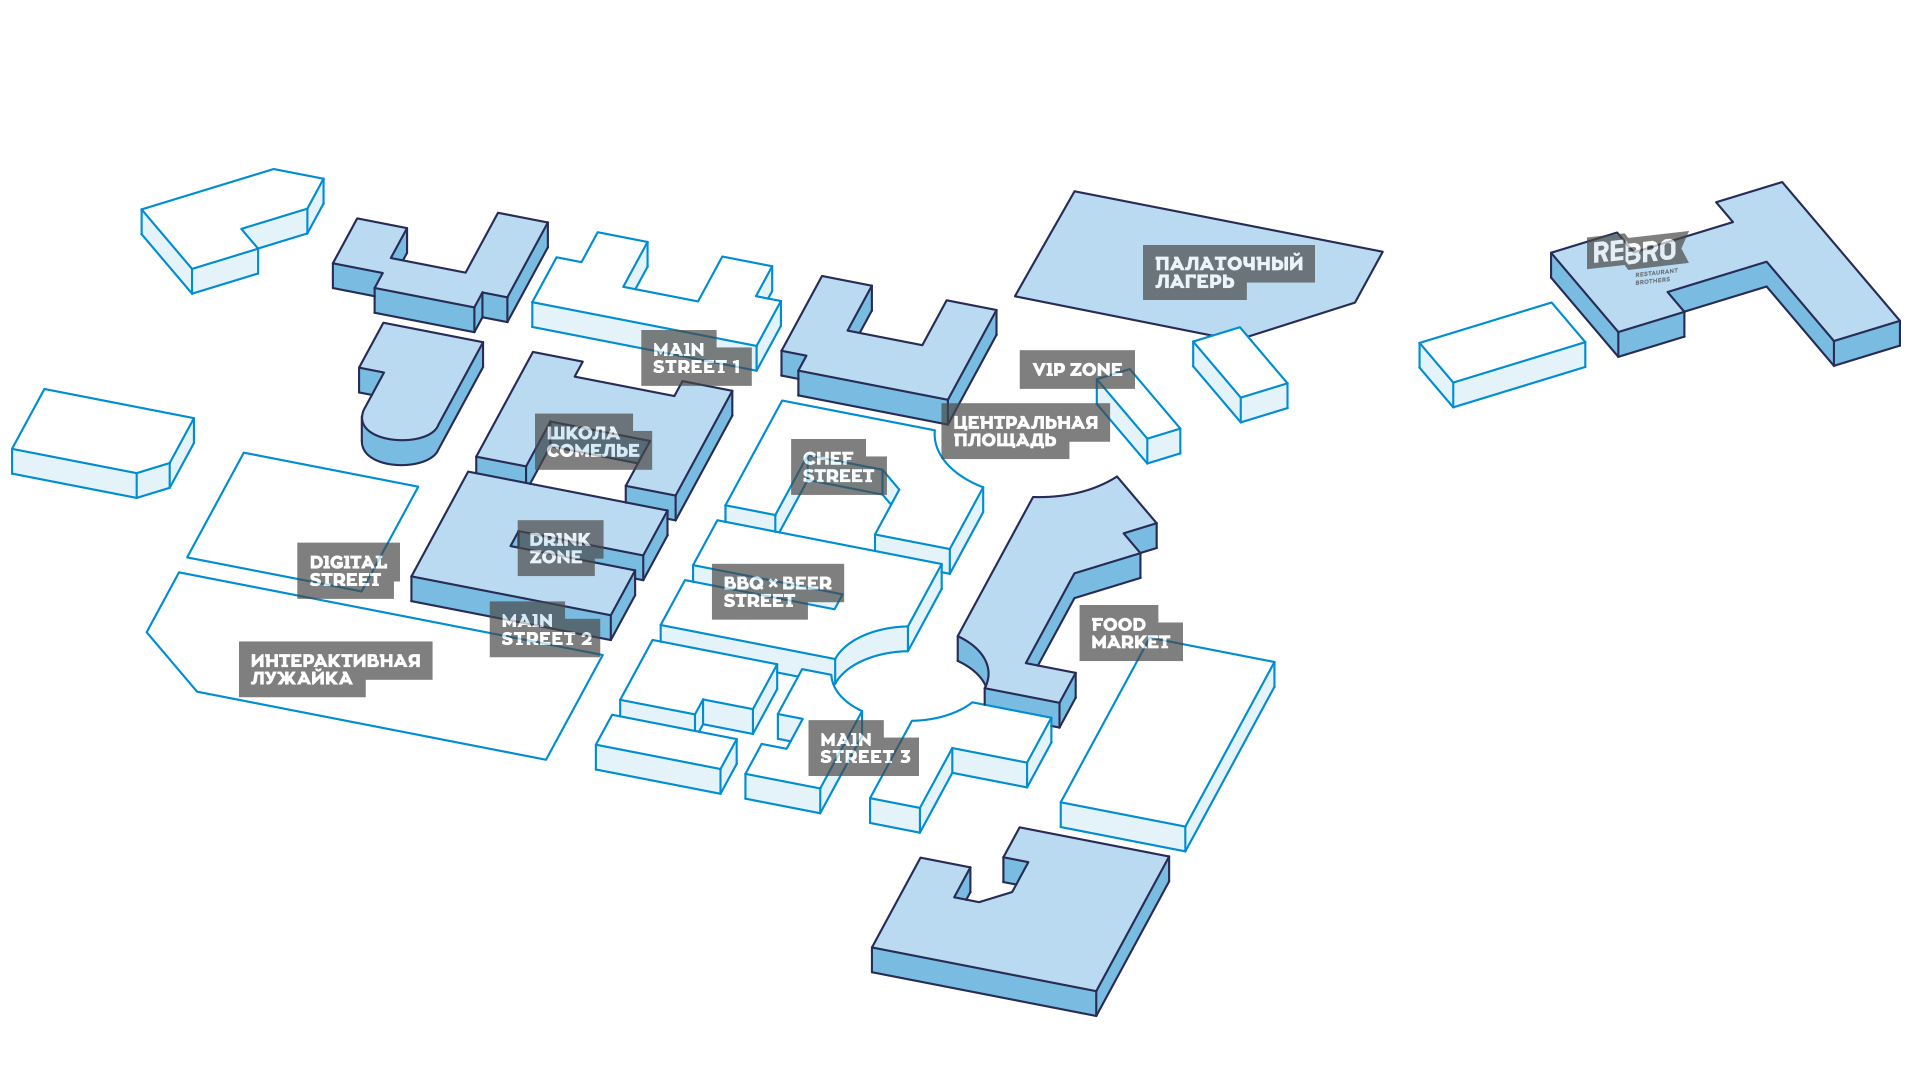 ПАЛАТОЧНЫЙ
ЛАГЕРЬ
REBRO
RESTAURANT
BROTHERS
MAIN
STREET 1
VIP ZONE
ЦЕНТРАЛЬНАЯ
ПЛОЩАДЬ
ШКОЛА
СОМЕЛЬЕ
CHEF
STREET
DRINK
ZONE
DIGITAL
STREET
BBQ × BEER
STREET
MAIN
STREET 2
FOOD
MARKET
ИНТЕРАКТИВНАЯ
ЛУЖАЙКА
MAIN
STREET 3